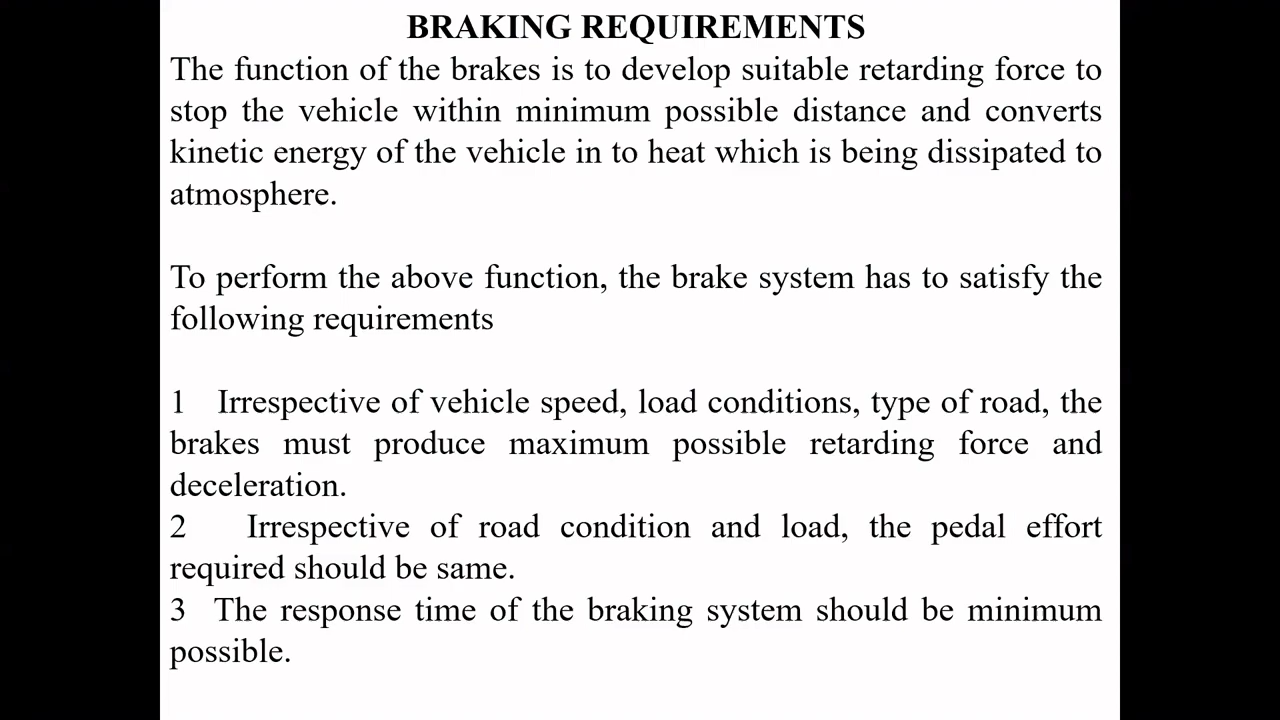 BRAKING REQUIREMENTS
The function of the brakes is to develop suitable retarding force to
stop the vehicle within minimum possible distance and converts
kinetic energy of the vehicle in to heat which is being dissipated to
atmosphere.
To perform the above function, the brake system has to satisfy the
following requirements
1 Irrespective of vehicle speed, load conditions, type of road, the
brakes must produce maximum possible retarding force and
deceleration.
2 Irrespective of road condition and load, the pedal effort
required should be same.
3 The response time of the braking system should be minimum
possible.